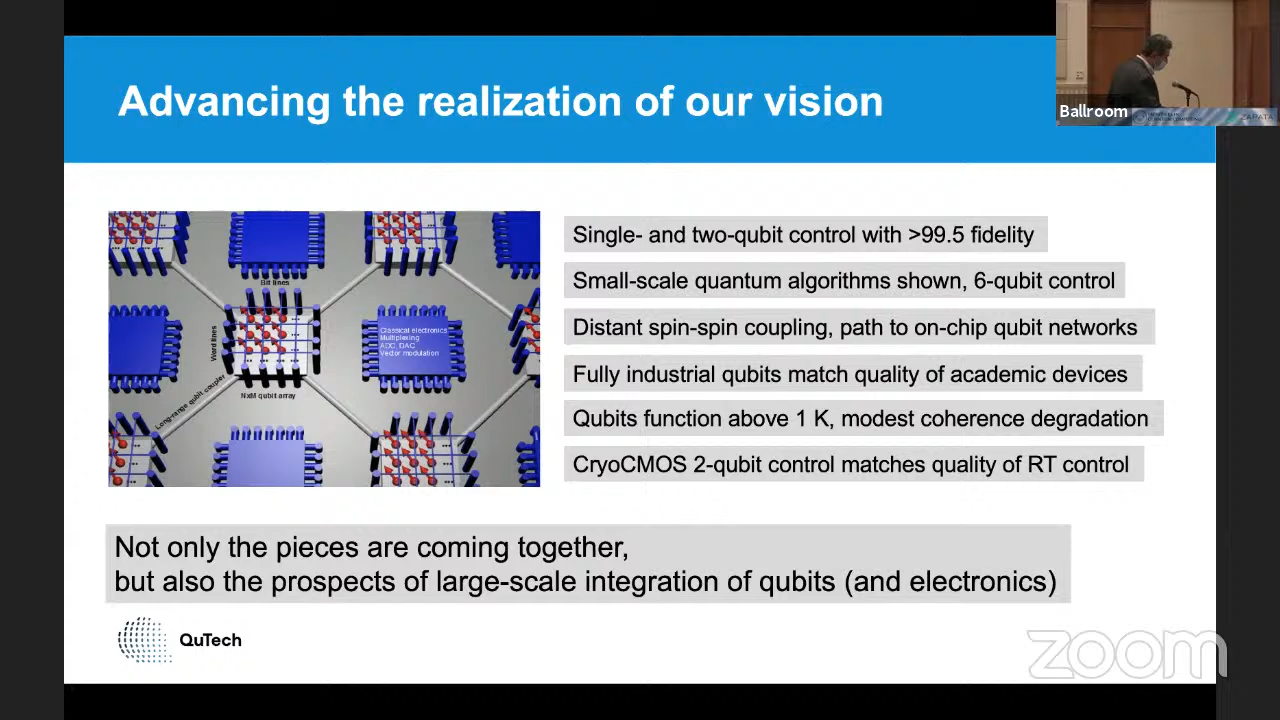 Advancing the realization of our vision
Ballroom
ZAPATA
Bit lines
Word lines
Classical electronics
Multiplexing
ADC, DAC
Vector modulation
Long-range qubit coupler
NxM qubit array
Single- and two-qubit control with >99.5 fidelity
Small-scale quantum algorithms shown, 6-qubit control
Distant spin-spin coupling, path to on-chip qubit networks
Fully industrial qubits match quality of academic devices
Qubits function above 1 K, modest coherence degradation
CryoCMOS 2-qubit control matches quality of RT control
Not only the pieces are coming together,
but also the prospects of large-scale integration of qubits (and electronics)
QuTech
zoom